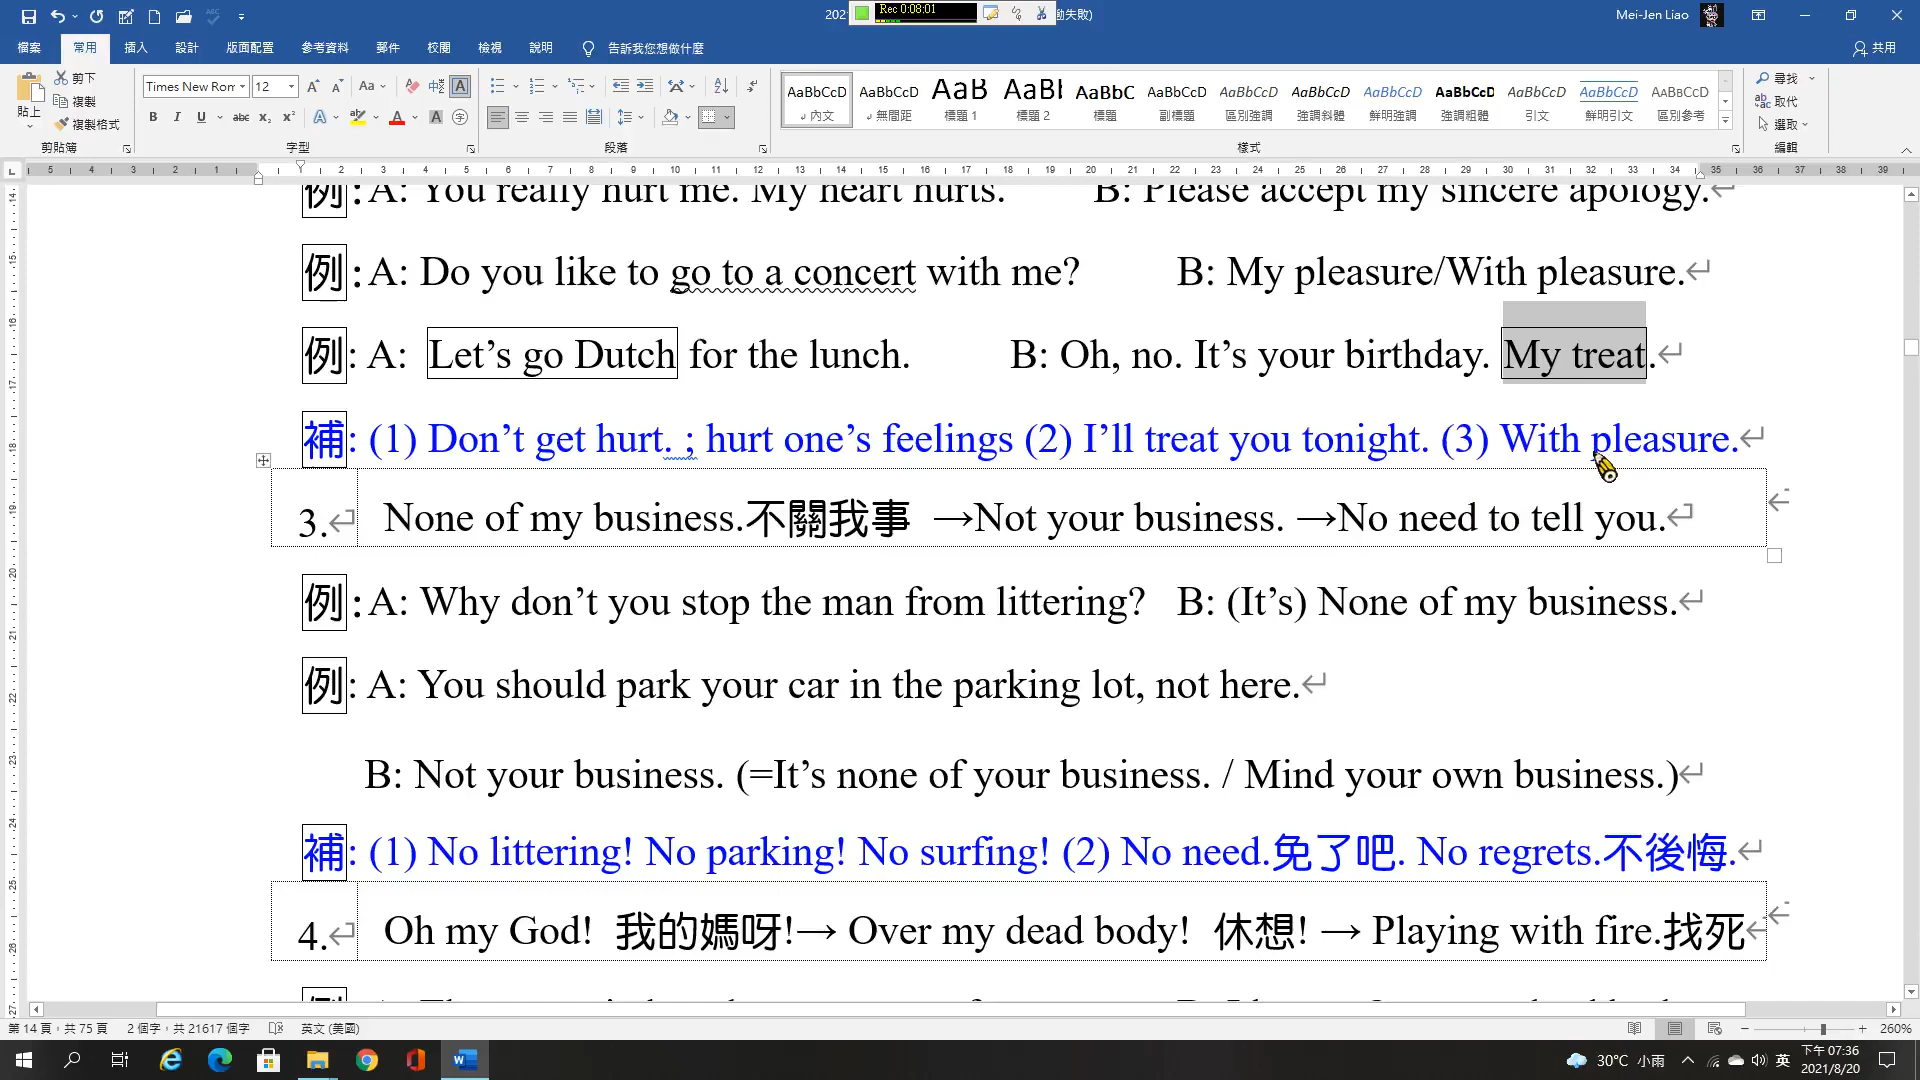 202
Rec 0:08:01
動失敗)
Mei-Jen Liao
檔案 常用 插入 設計 版面配置 參考資料 郵件 校閱 檢視 說明 告訴我您想做什麼 共用
貼上 剪下 複製 複製格式
Times New Rom 12
AaBbCcD AaBbCcD AaB AaBl AaBbC AaBbCcD AaBbCcD AaBbCcD AaBbCcD AaBbCcD AaBbCcD AaBbCcD AaBbCcD
內文 無間距 標題 1 標題 2 標題 副標題 區別強調 強調斜體 鮮明強調 強調粗體 引文 鮮明引文 區別參考
尋找 取代 選取
剪貼簿 字型 段落 樣式 編輯
例: A: You really hurt me. My heart hurts. B: Please accept my sincere apology.
例: A: Do you like to go to a concert with me? B: My pleasure/With pleasure.
例: A: Let’s go Dutch for the lunch. B: Oh, no. It’s your birthday. My treat.
補: (1) Don’t get hurt. ; hurt one’s feelings (2) I’ll treat you tonight. (3) With pleasure.
3. None of my business.不關我事 →Not your business. →No need to tell you.
例: A: Why don’t you stop the man from littering? B: (It’s) None of my business.
例: A: You should park your car in the parking lot, not here.
B: Not your business. (=It’s none of your business. / Mind your own business.)
補: (1) No littering! No parking! No surfing! (2) No need.免了吧. No regrets.不後悔.
4. Oh my God! 我的媽呀!→ Over my dead body! 休想! → Playing with fire.找死
第 14 頁，共 75 頁 2 個字，共 21617 個字 英文 (美國) 260%
30°C 小雨 英 下午 07:36
2021/8/20